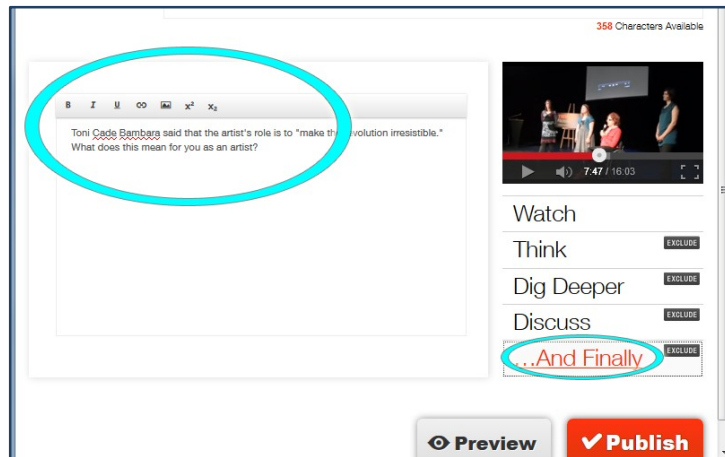 358 Characters Available
B I U x² x₂
Toni Cade Bambara said that the artist's role is to "make the revolution irresistible."
What does this mean for you as an artist?
7:47 / 16:03
Watch
Think EXCLUDE
Dig Deeper EXCLUDE
Discuss EXCLUDE
...And Finally EXCLUDE
Preview
Publish